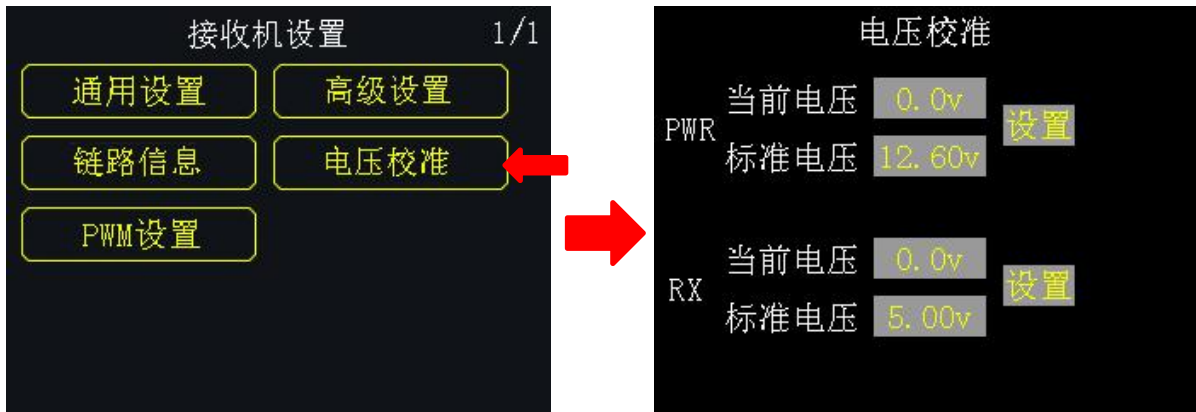 接收机设置 1/1
通用设置 高级设置
链路信息 电压校准
PWM设置
电压校准
当前电压 0.0v
PWR 设置
标准电压 12.60v
当前电压 0.0v
RX 设置
标准电压 5.00v